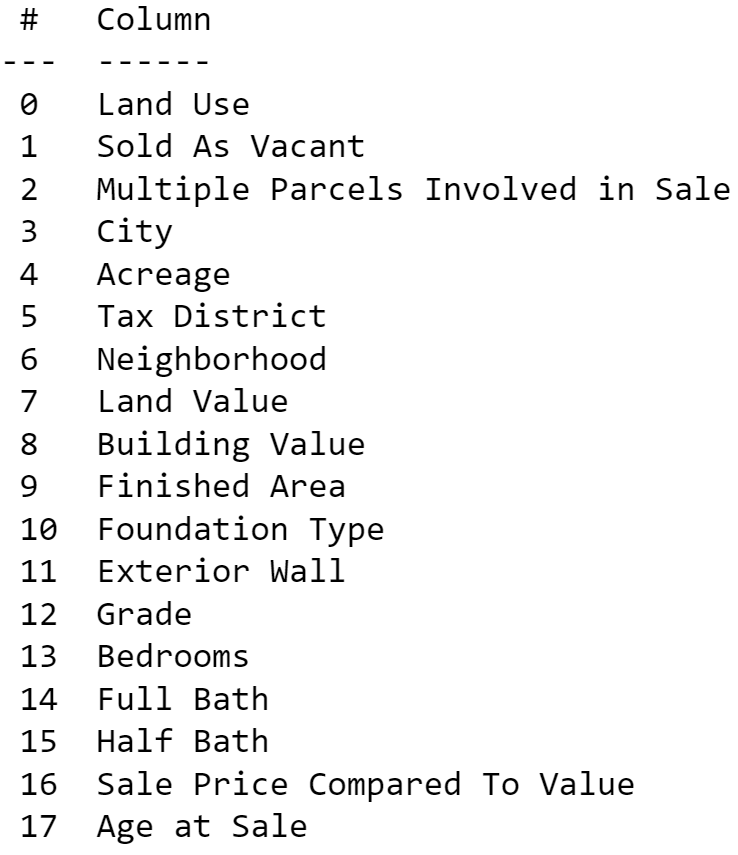 #   Column
---  ------
0   Land Use
1   Sold As Vacant
2   Multiple Parcels Involved in Sale
3   City
4   Acreage
5   Tax District
6   Neighborhood
7   Land Value
8   Building Value
9   Finished Area
10  Foundation Type
11  Exterior Wall
12  Grade
13  Bedrooms
14  Full Bath
15  Half Bath
16  Sale Price Compared To Value
17  Age at Sale